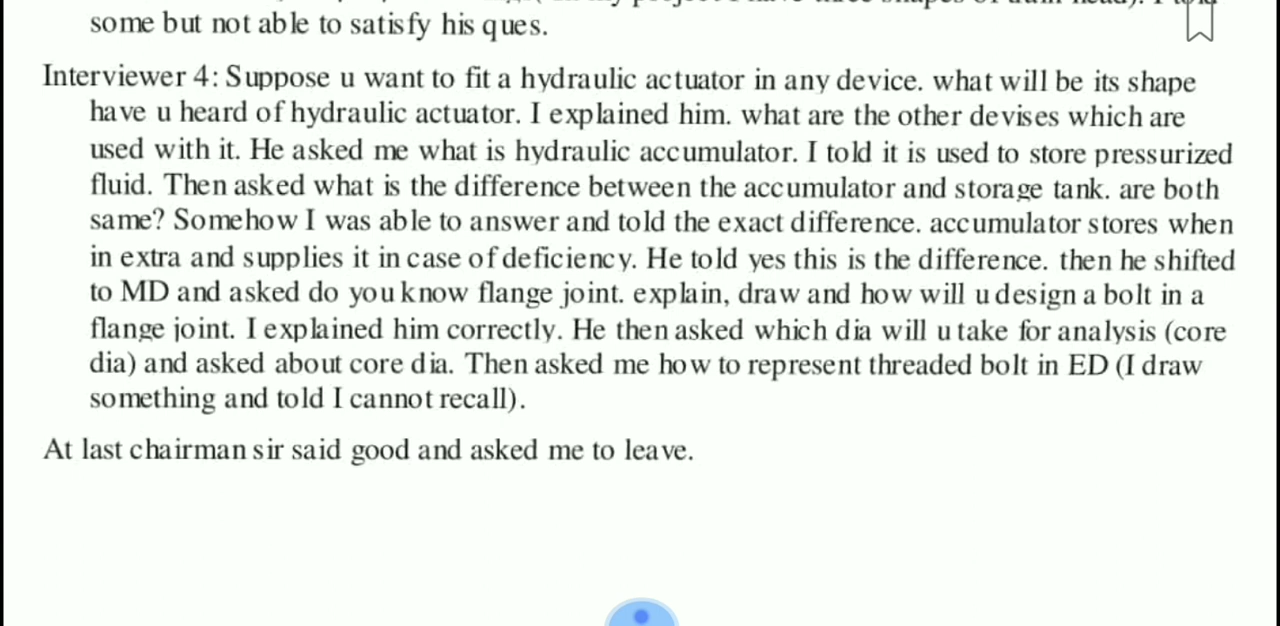 some but not able to satisfy his ques.
Interviewer 4: Suppose u want to fit a hydraulic actuator in any device. what will be its shape
have u heard of hydraulic actuator. I explained him. what are the other devises which are
used with it. He asked me what is hydraulic accumulator. I told it is used to store pressurized
fluid. Then asked what is the difference between the accumulator and storage tank. are both
same? Somehow I was able to answer and told the exact difference. accumulator stores when
in extra and supplies it in case of deficiency. He told yes this is the difference. then he shifted
to MD and asked do you know flange joint. explain, draw and how will u design a bolt in a
flange joint. I explained him correctly. He then asked which dia will u take for analysis (core
dia) and asked about core dia. Then asked me how to represent threaded bolt in ED (I draw
something and told I cannot recall).
At last chairman sir said good and asked me to leave.